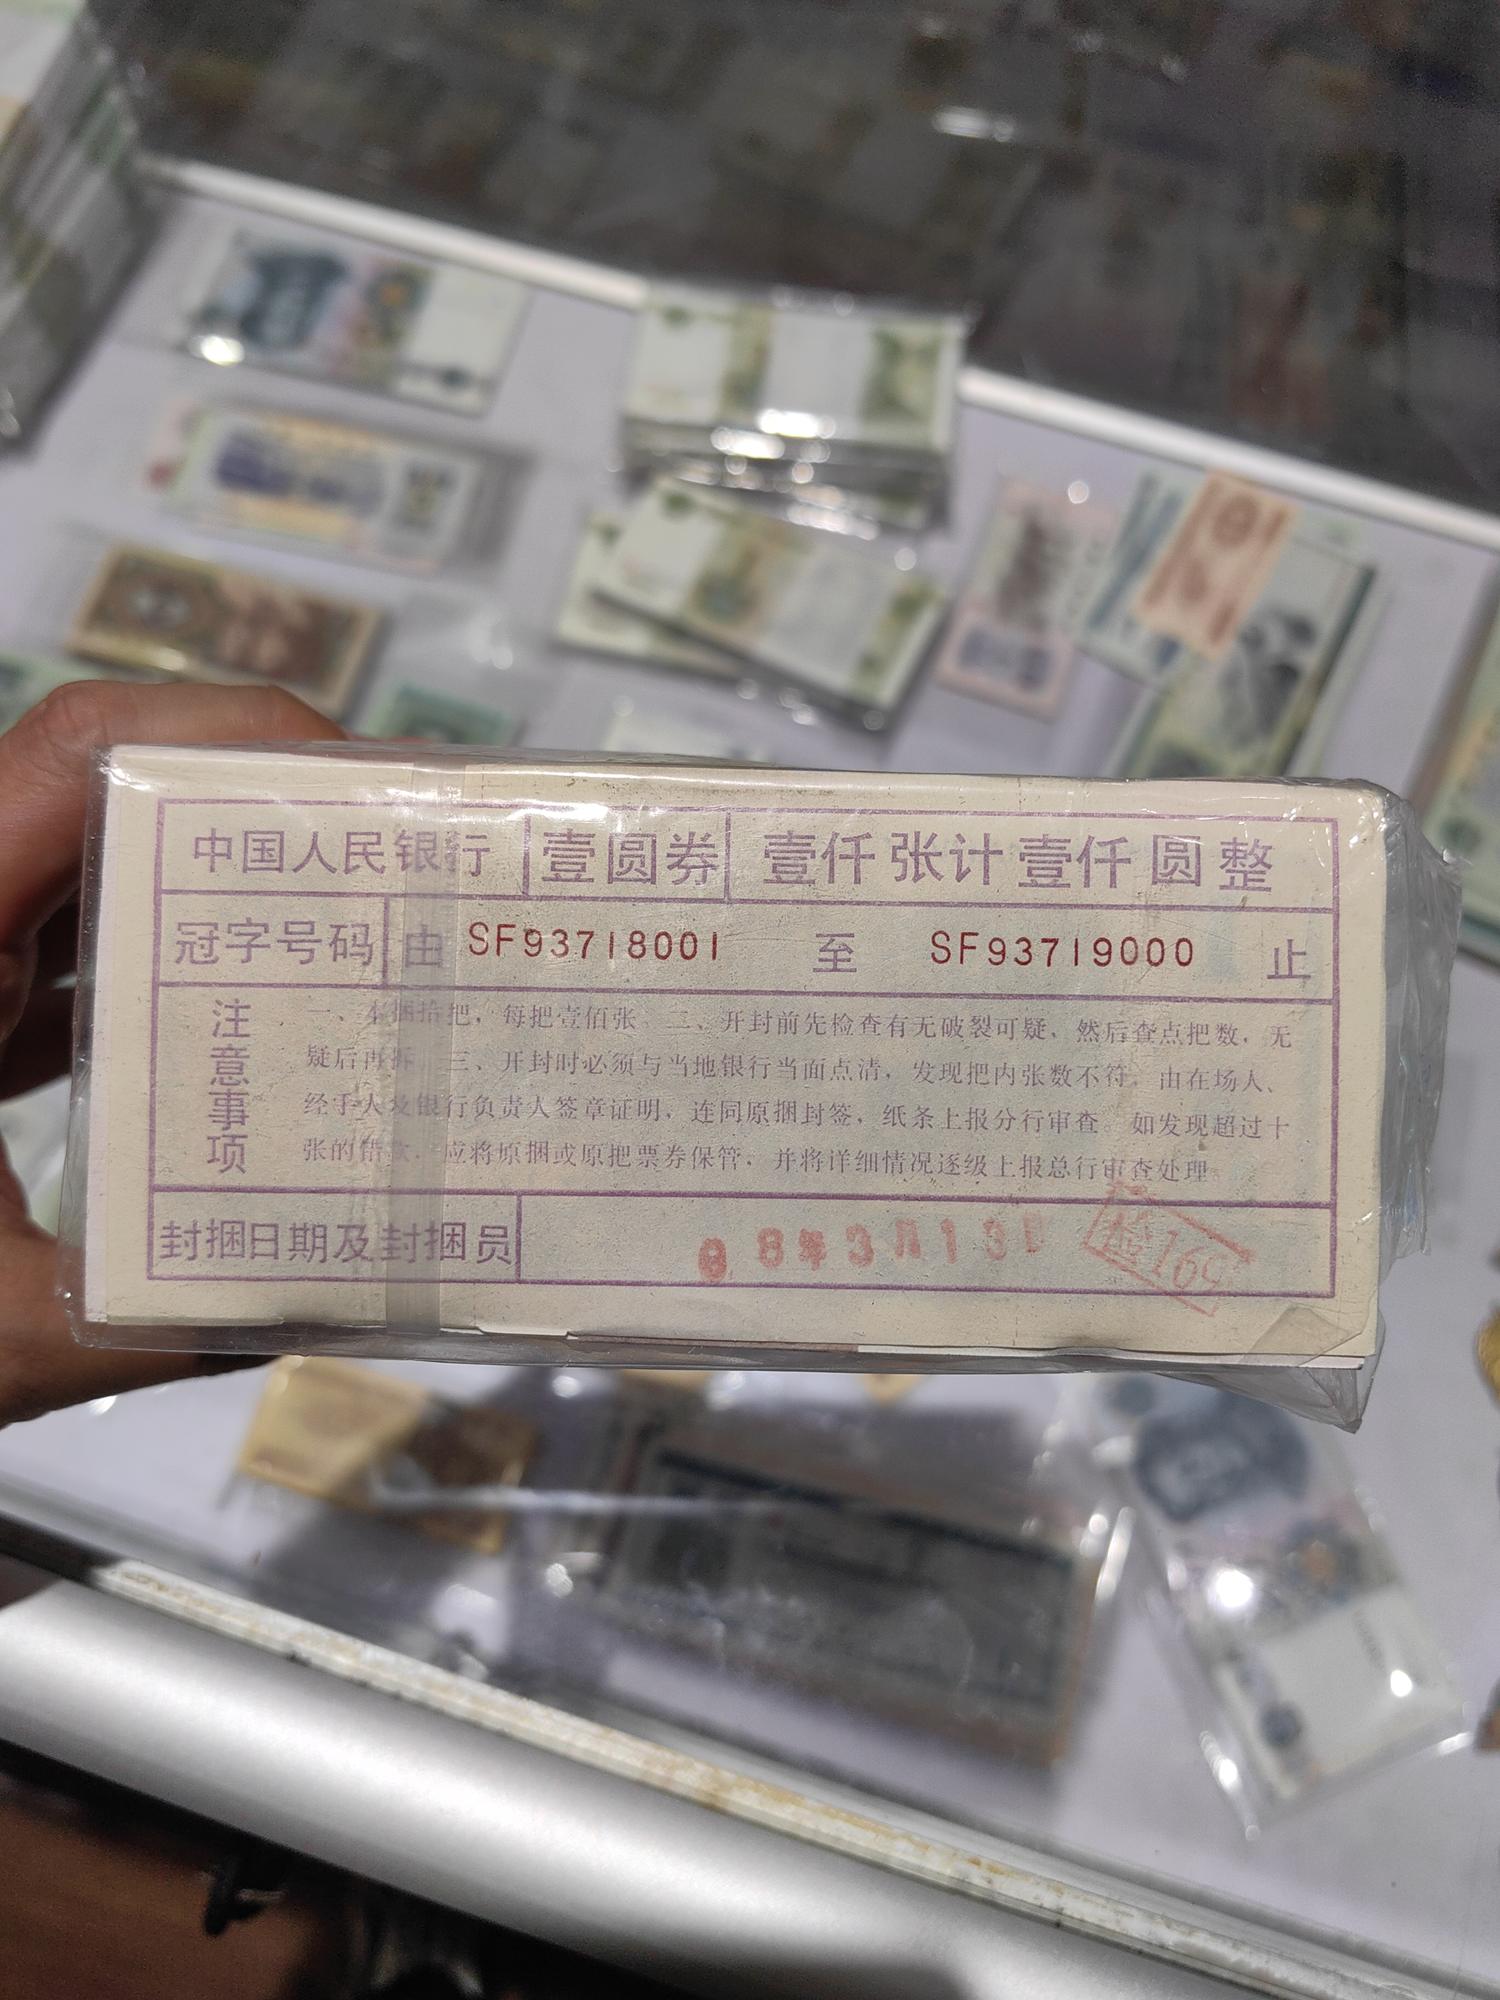 中国人民银行 壹圆券 壹仟张计壹仟圆整
冠字号码 由 SF93718001 至 SF93719000 止
注意事项
一、本捆拾把，每把壹佰张 二、开封前先检查有无破裂可疑，然后查点把数，无
疑后再拆 三、开封时必须与当地银行当面点清，发现把内张数不符，由在场人、
经手人及银行负责人签章证明，连同原捆封签，纸条上报分行审查。如发现超过十
张的错款，应将原捆或原把票券保管，并将详细情况逐级上报总行审查处理。
封捆日期及封捆员
98年3月13日
检169